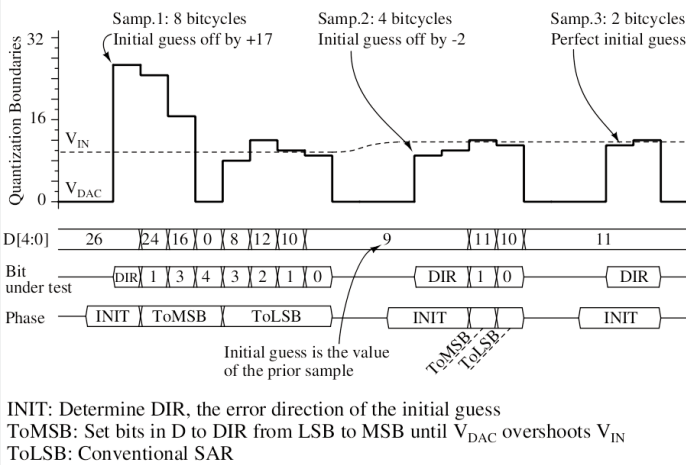 Samp.1: 8 bitcycles
Initial guess off by +17
Samp.2: 4 bitcycles
Initial guess off by -2
Samp.3: 2 bitcycles
Perfect initial guess
Quantization Boundaries
32
16
0
V_IN
V_DAC
D[4:0] 26 24 16 0 8 12 10 9 11 10 11
Bit under test DIR 1 3 4 3 2 1 0 DIR 1 0 DIR
Phase INIT ToMSB ToLSB INIT INIT
ToMSB
ToLSB
Initial guess is the value
of the prior sample
INIT: Determine DIR, the error direction of the initial guess
ToMSB: Set bits in D to DIR from LSB to MSB until V_DAC overshoots V_IN
ToLSB: Conventional SAR